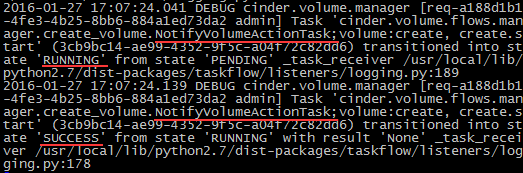 2016-01-27 17:07:24.041 DEBUG cinder.volume.manager [req-a188d1b1
-4fe3-4b25-8bb6-884a1ed73da2 admin] Task 'cinder.volume.flows.man
ager.create_volume.NotifyVolumeActionTask;volume:create, create.s
tart' (3cb9bc14-ae99-4352-9f5c-a04f72c82dd6) transitioned into st
ate 'RUNNING' from state 'PENDING' _task_receiver /usr/local/lib/
python2.7/dist-packages/taskflow/listeners/logging.py:189
2016-01-27 17:07:24.139 DEBUG cinder.volume.manager [req-a188d1b1
-4fe3-4b25-8bb6-884a1ed73da2 admin] Task 'cinder.volume.flows.man
ager.create_volume.NotifyVolumeActionTask;volume:create, create.s
tart' (3cb9bc14-ae99-4352-9f5c-a04f72c82dd6) transitioned into st
ate 'SUCCESS' from state 'RUNNING' with result 'None' _task_recei
ver /usr/local/lib/python2.7/dist-packages/taskflow/listeners/log
ging.py:178